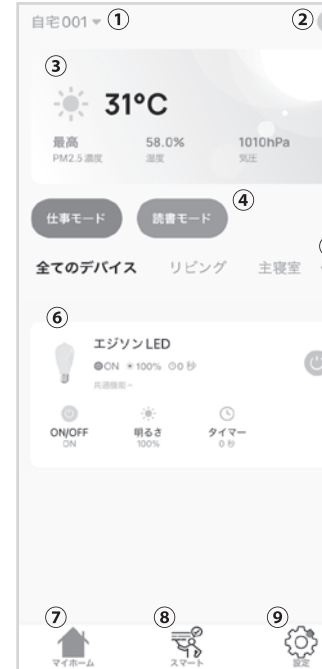 自宅001 ①
②
③
31°C
最高 58.0% 1010hPa
PM2.5濃度 湿度 気圧
④
仕事モード 読書モード
全てのデバイス リビング 主寝室
⑥
エジソンLED
ON 100% 0 秒
共通機能
ON/OFF 明るさ タイマー
ON 100% 0 秒
⑦ ⑧ ⑨
マイホーム スマート 設定